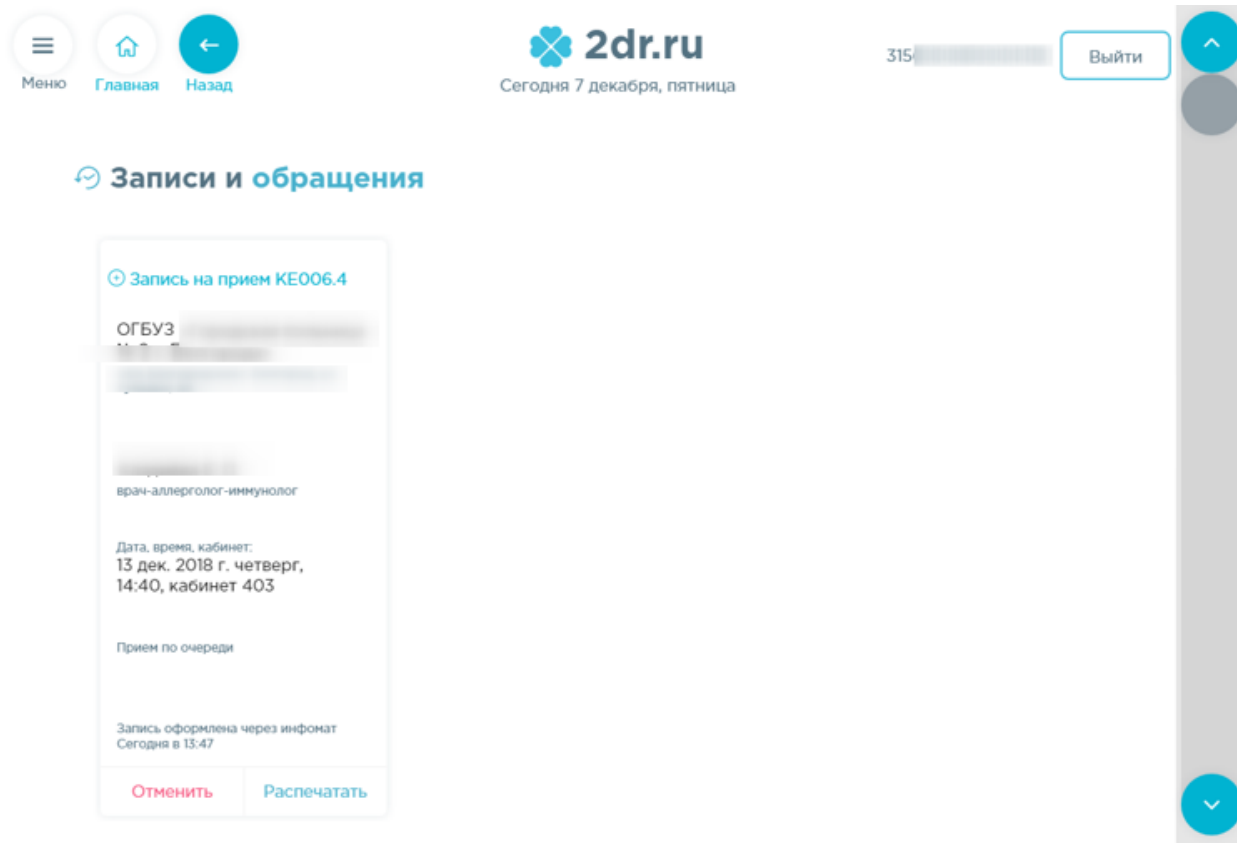 Меню
Главная
Назад
2dr.ru
Сегодня 7 декабря, пятница
315
Выйти
Записи и обращения
Запись на прием КЕ006.4
ОГБУЗ
врач-аллерголог-иммунолог
Дата, время, кабинет:
13 дек. 2018 г. четверг,
14:40, кабинет 403
Прием по очереди
Запись оформлена через инфомат
Сегодня в 13:47
Отменить
Распечатать